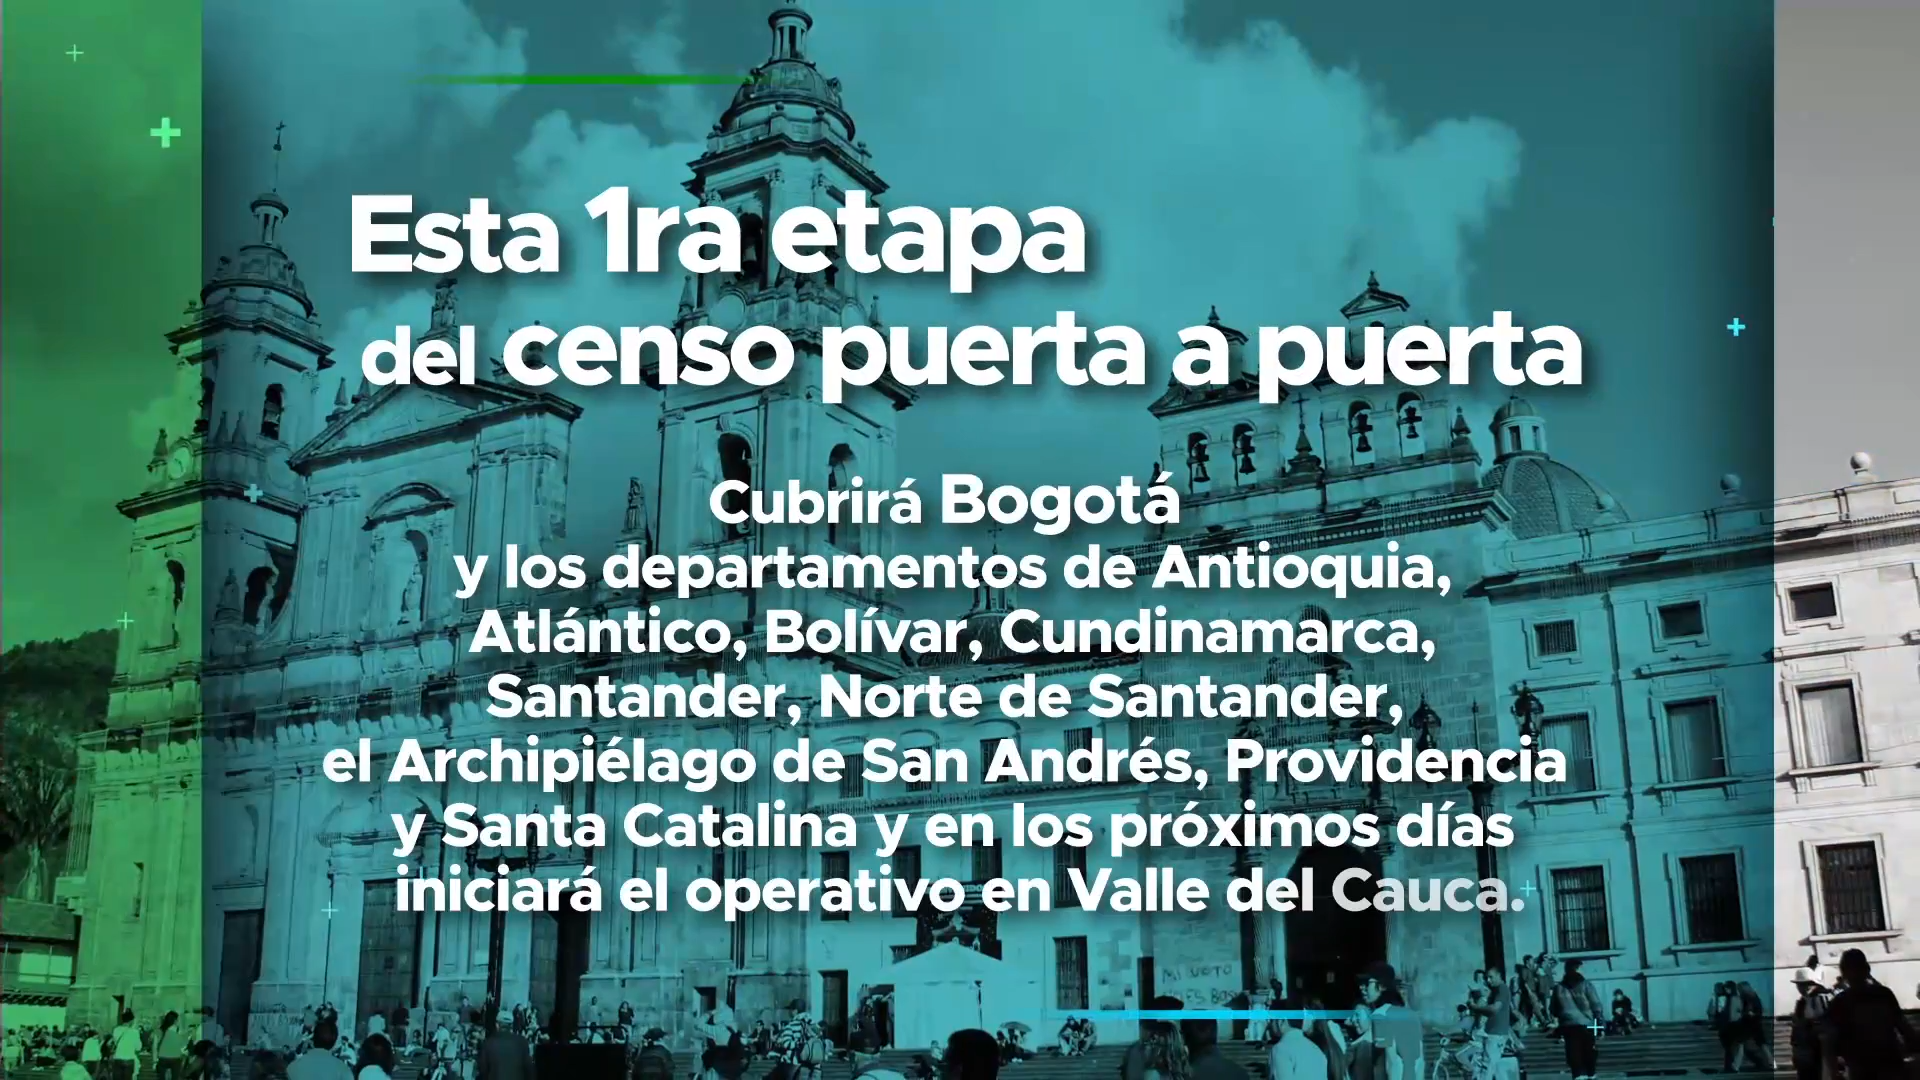 Esta 1ra etapa
del censo puerta a puerta
Cubrirá Bogotá
y los departamentos de Antioquia,
Atlántico, Bolívar, Cundinamarca,
Santander, Norte de Santander,
el Archipiélago de San Andrés, Providencia
y Santa Catalina y en los próximos días
iniciará el operativo en Valle del Cauca.
MI VOTO